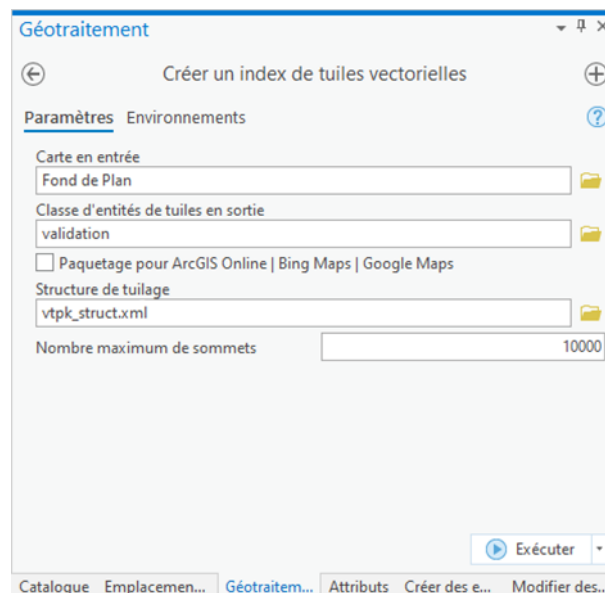 Géotraitement
Créer un index de tuiles vectorielles
Paramètres Environnements
Carte en entrée
Fond de Plan
Classe d'entités de tuiles en sortie
validation
Paquetage pour ArcGIS Online | Bing Maps | Google Maps
Structure de tuilage
vtpk_struct.xml
Nombre maximum de sommets 10000
Exécuter
Catalogue Emplacemen... Géotraitem... Attributs Créer des e... Modifier des...